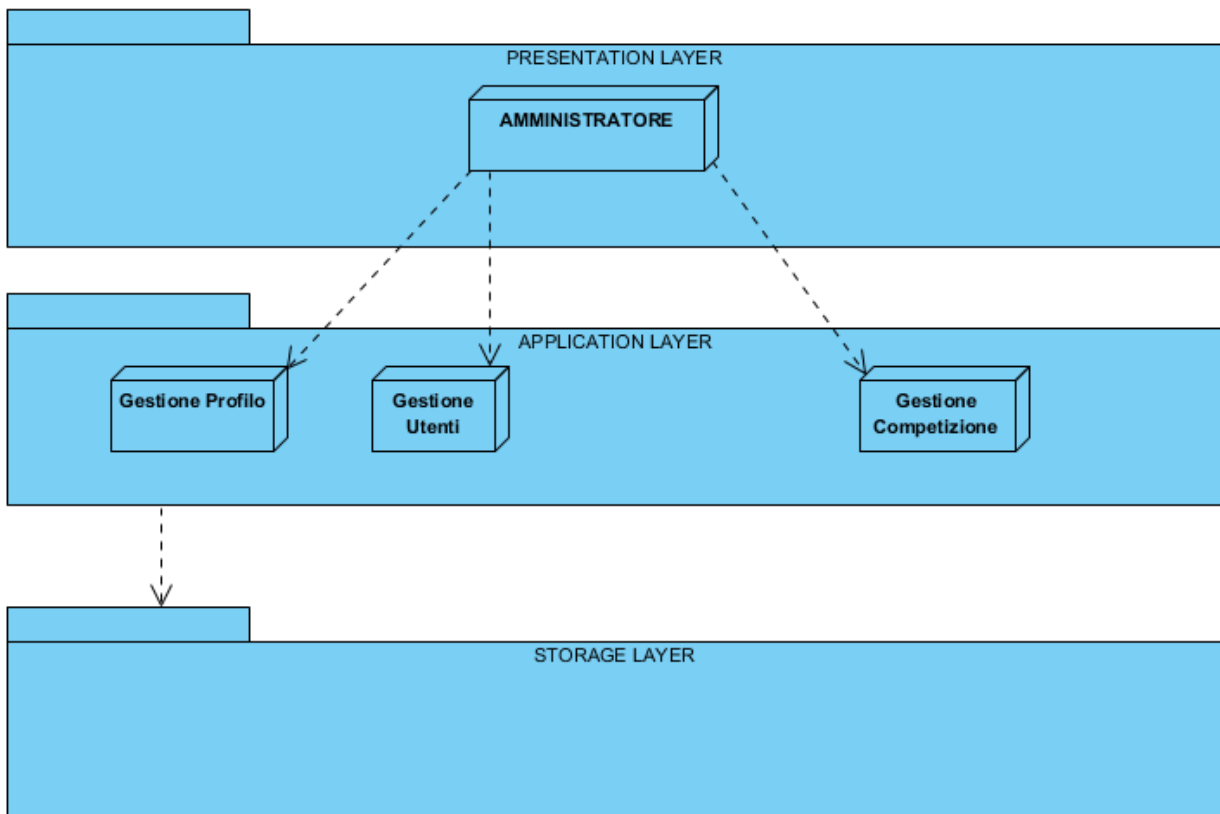 PRESENTATION LAYER
AMMINISTRATORE
APPLICATION LAYER
Gestione Profilo
Gestione
Utenti
Gestione
Competizione
STORAGE LAYER